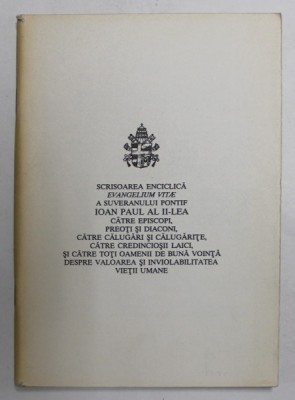 SCRISOAREA ENCICLICĂ
EVANGELIUM VITÆ
A SUVERANULUI PONTIF
IOAN PAUL AL II-LEA
CĂTRE EPISCOPI,
PREOȚI ȘI DIACONI,
CĂTRE CĂLUGĂRI ȘI CĂLUGĂRIȚE,
CĂTRE CREDINCIOȘII LAICI,
ȘI CĂTRE TOȚI OAMENII DE BUNĂ VOINȚĂ
DESPRE VALOAREA ȘI INVIOLABILITATEA
VIEȚII UMANE